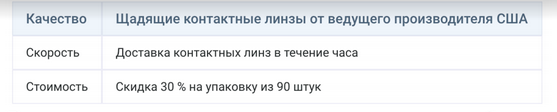 Качество Щадящие контактные линзы от ведущего производителя США
Скорость Доставка контактных линз в течение часа
Стоимость Скидка 30 % на упаковку из 90 штук